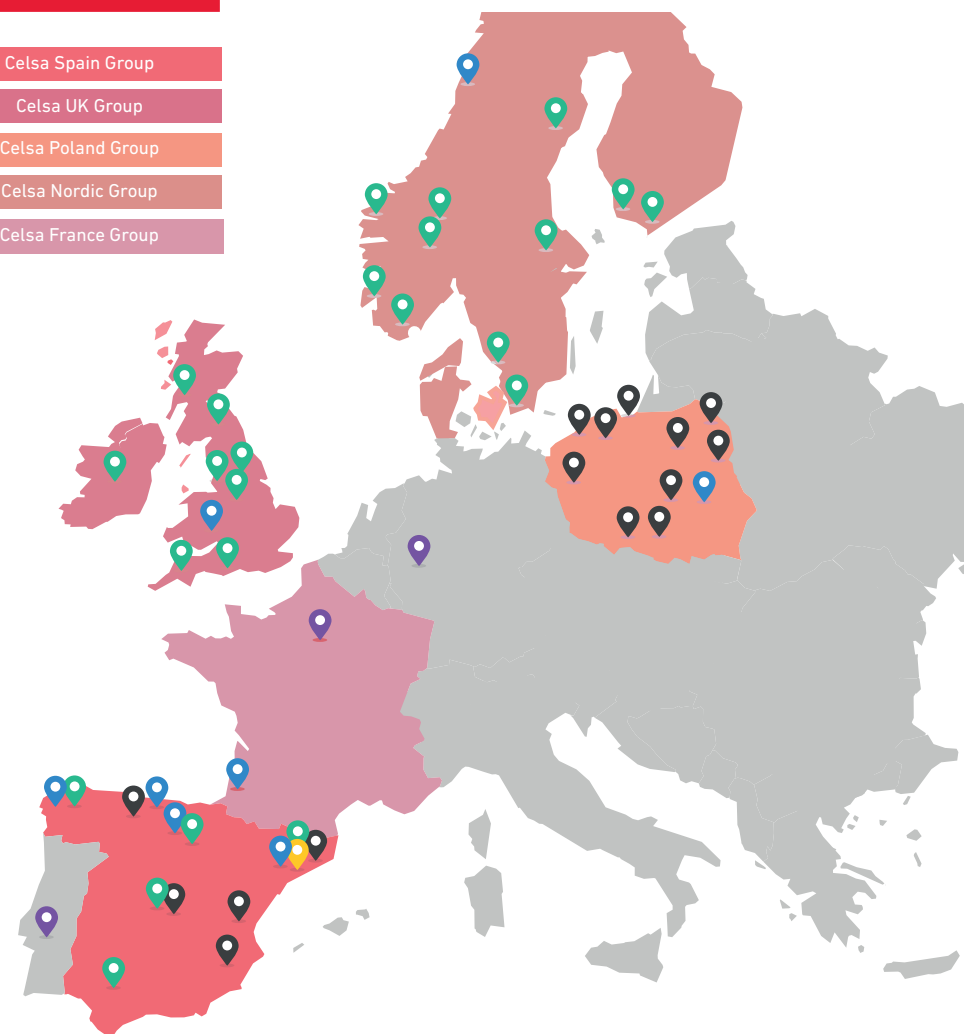 Celsa Spain Group
Celsa UK Group
Celsa Poland Group
Celsa Nordic Group
Celsa France Group